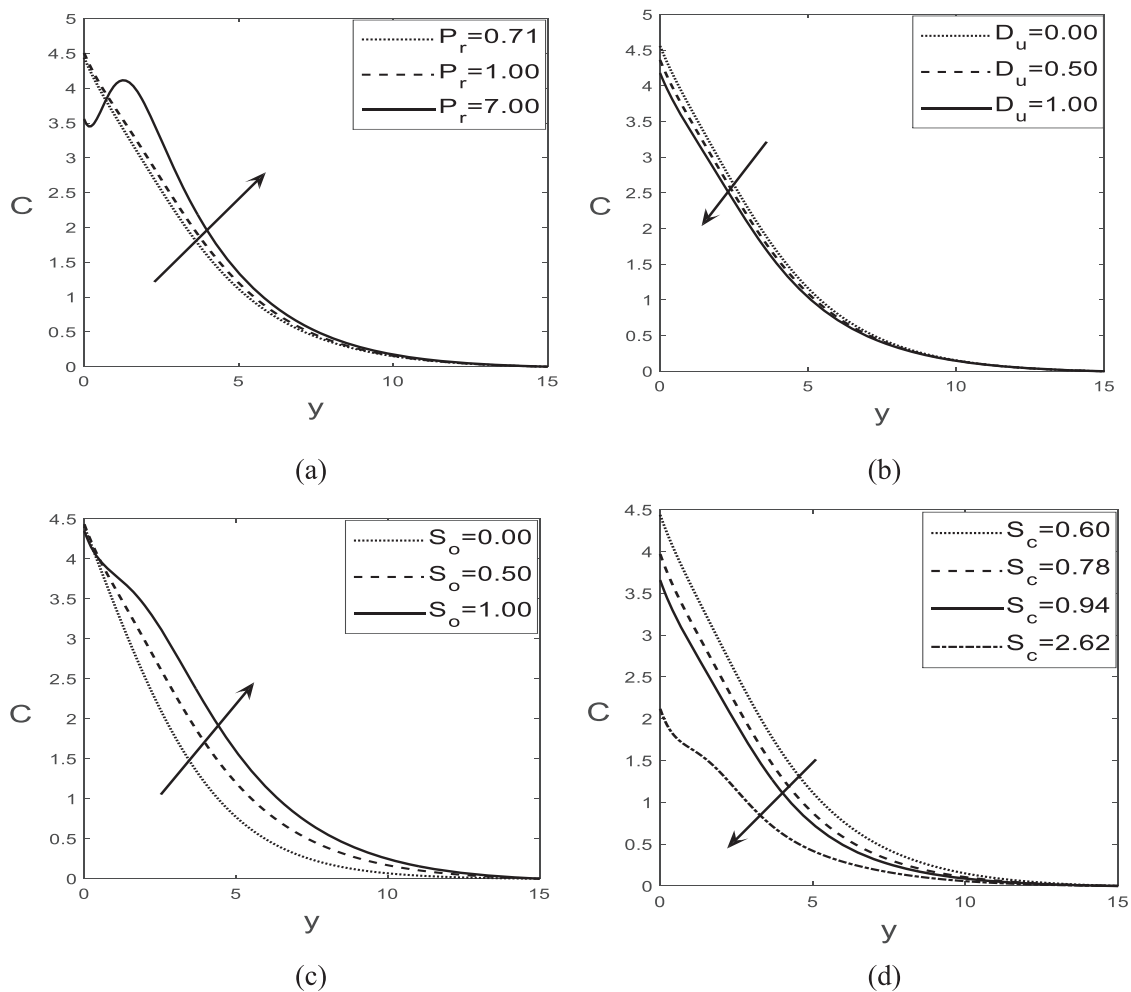 5
4.5
4
3.5
3
2.5
2
1.5
1
0.5
0
C
P_r=0.71
P_r=1.00
P_r=7.00
0 5 10 15
y
(a)
5
4.5
4
3.5
3
2.5
2
1.5
1
0.5
0
C
D_u=0.00
D_u=0.50
D_u=1.00
0 5 10 15
y
(b)
4.5
4
3.5
3
2.5
2
1.5
1
0.5
0
C
S_o=0.00
S_o=0.50
S_o=1.00
0 5 10 15
y
(c)
4.5
4
3.5
3
2.5
2
1.5
1
0.5
0
C
S_c=0.60
S_c=0.78
S_c=0.94
S_c=2.62
0 5 10 15
y
(d)